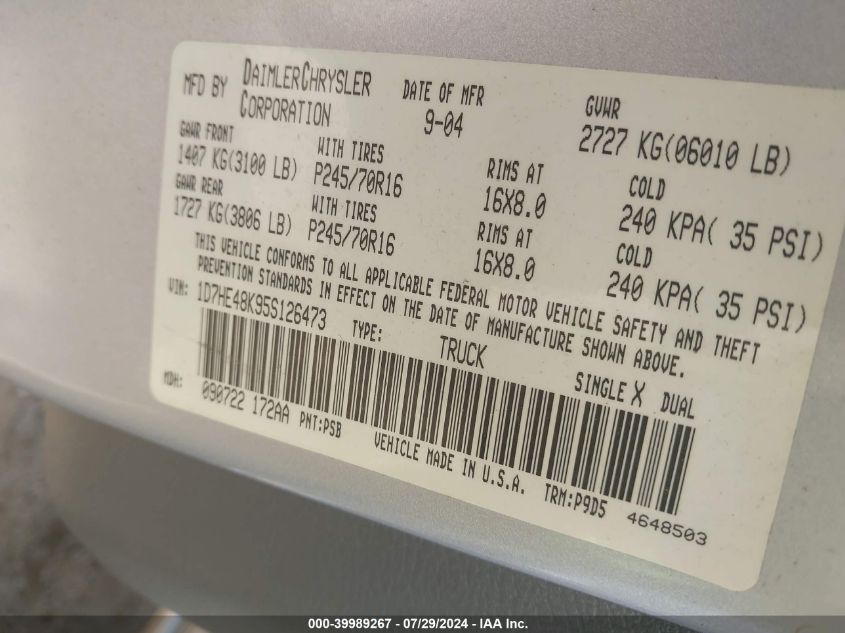 MFD BY DAIMLERCHRYSLER CORPORATION DATE OF MFR 9-04 GVWR 2727 KG(06010 LB)
GAWR FRONT 1407 KG(3100 LB) WITH TIRES P245/70R16 RIMS AT 16X8.0 COLD 240 KPA( 35 PSI)
GAWR REAR 1727 KG(3806 LB) WITH TIRES P245/70R16 RIMS AT 16X8.0 COLD 240 KPA( 35 PSI)
THIS VEHICLE CONFORMS TO ALL APPLICABLE FEDERAL MOTOR VEHICLE SAFETY AND THEFT
PREVENTION STANDARDS IN EFFECT ON THE DATE OF MANUFACTURE SHOWN ABOVE.
VIN: 1D7HE48K95S126473 TYPE: TRUCK SINGLE X DUAL
MDH: 090722 172AA PNT:PSB VEHICLE MADE IN U.S.A. TRM:P9D5 4648503
000-39989267 - 07/29/2024 - IAA Inc.